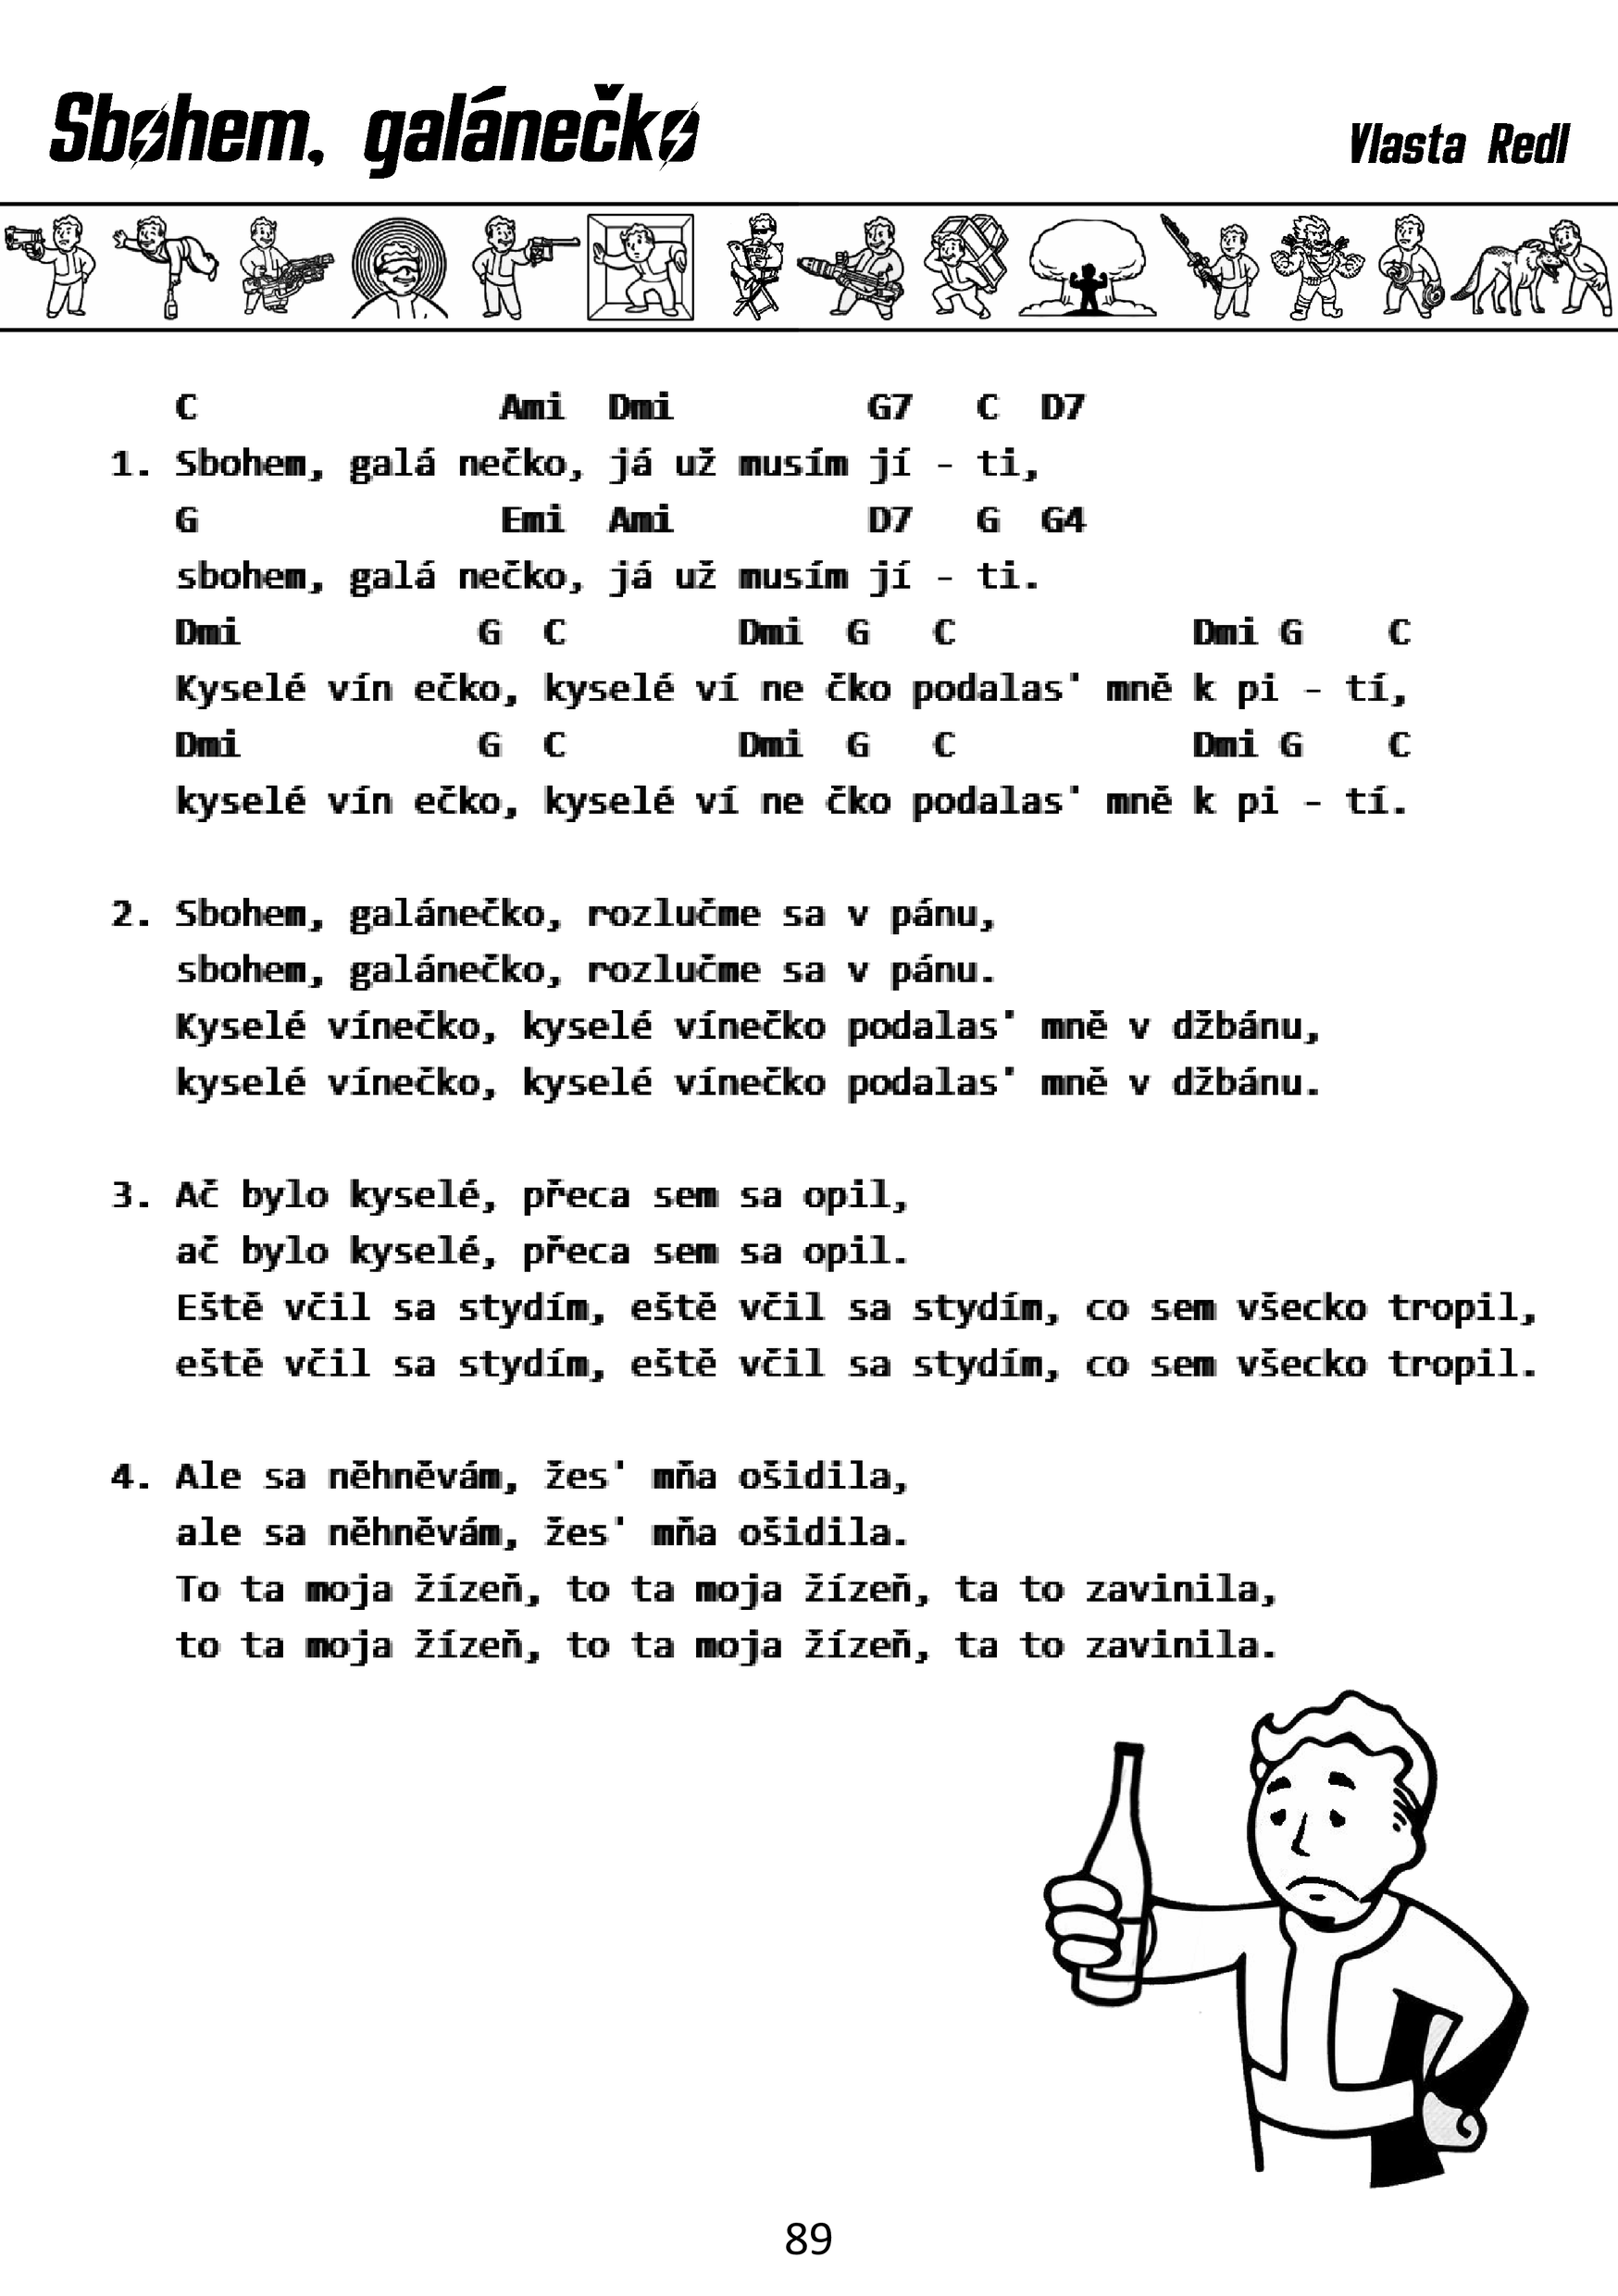 Sbohem, galánečko
Vlasta Redl
C Ami Dmi G7 C D7
1. Sbohem, galá nečko, já už musím jí - ti,
G Emi Ami D7 G G4
sbohem, galá nečko, já už musím jí - ti.
Dmi G C Dmi G C Dmi G C
Kyselé vín ečko, kyselé ví ne čko podalas' mně k pi - tí,
Dmi G C Dmi G C Dmi G C
kyselé vín ečko, kyselé ví ne čko podalas' mně k pi - tí.
2. Sbohem, galánečko, rozlučme sa v pánu,
sbohem, galánečko, rozlučme sa v pánu.
Kyselé vínečko, kyselé vínečko podalas' mně v džbánu,
kyselé vínečko, kyselé vínečko podalas' mně v džbánu.
3. Ač bylo kyselé, přeca sem sa opil,
ač bylo kyselé, přeca sem sa opil.
Eště včil sa stydím, eště včil sa stydím, co sem všecko tropil,
eště včil sa stydím, eště včil sa stydím, co sem všecko tropil.
4. Ale sa něhněvám, žes' mňa ošidila,
ale sa něhněvám, žes' mňa ošidila.
To ta moja žízeň, to ta moja žízeň, ta to zavinila,
to ta moja žízeň, to ta moja žízeň, ta to zavinila.
89